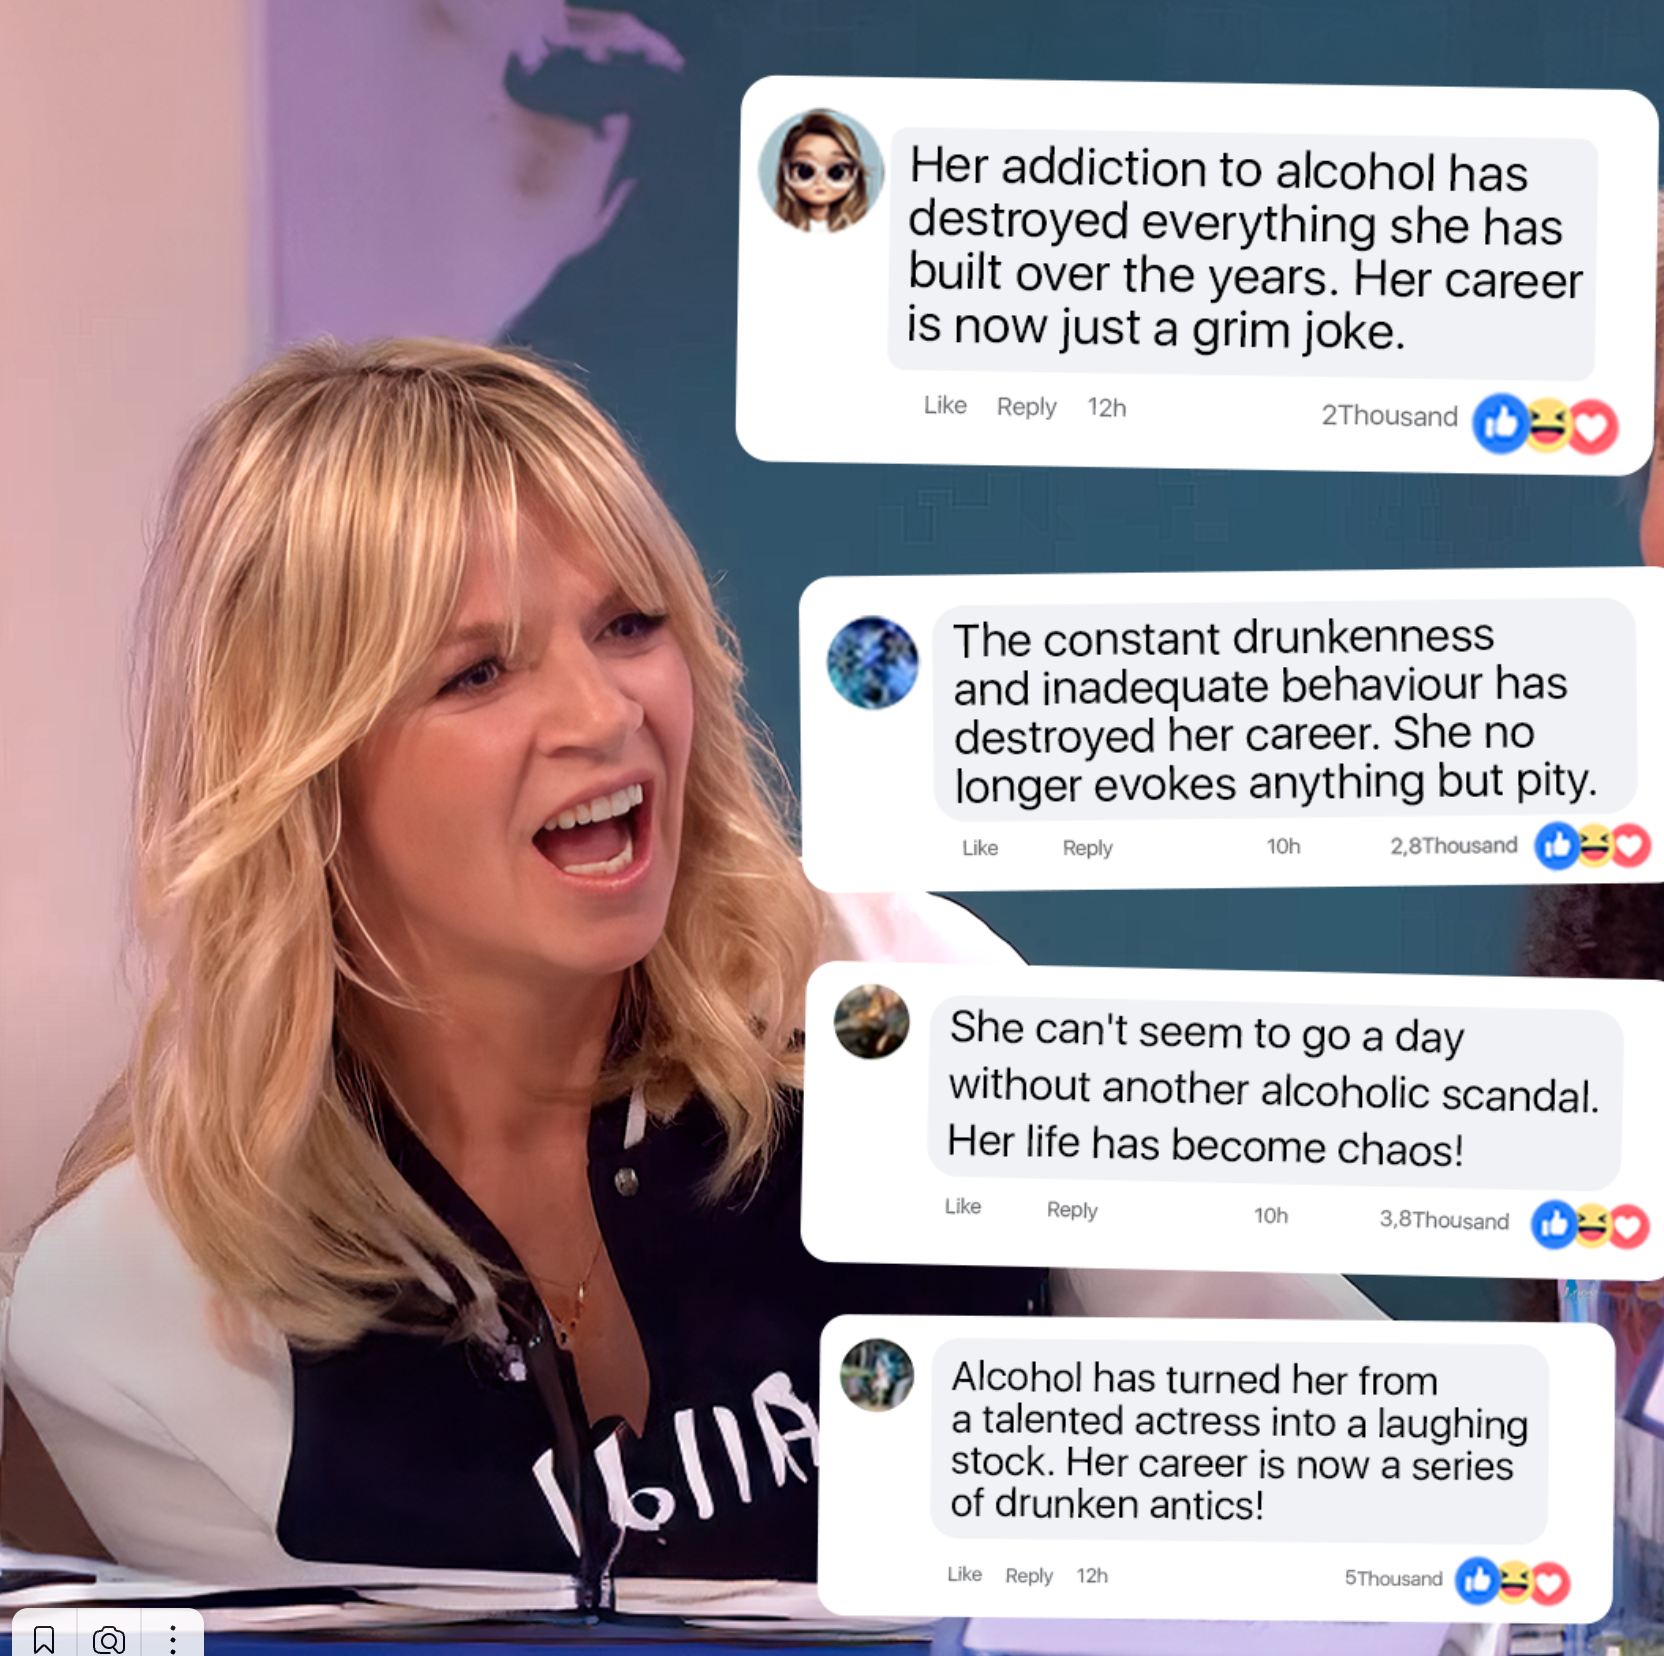 Her addiction to alcohol has
destroyed everything she has
built over the years. Her career
is now just a grim joke.
Like Reply 12h 2Thousand
The constant drunkenness
and inadequate behaviour has
destroyed her career. She no
longer evokes anything but pity.
Like Reply 10h 2,8Thousand
She can't seem to go a day
without another alcoholic scandal.
Her life has become chaos!
Like Reply 10h 3,8Thousand
Alcohol has turned her from
a talented actress into a laughing
stock. Her career is now a series
of drunken antics!
Like Reply 12h 5Thousand